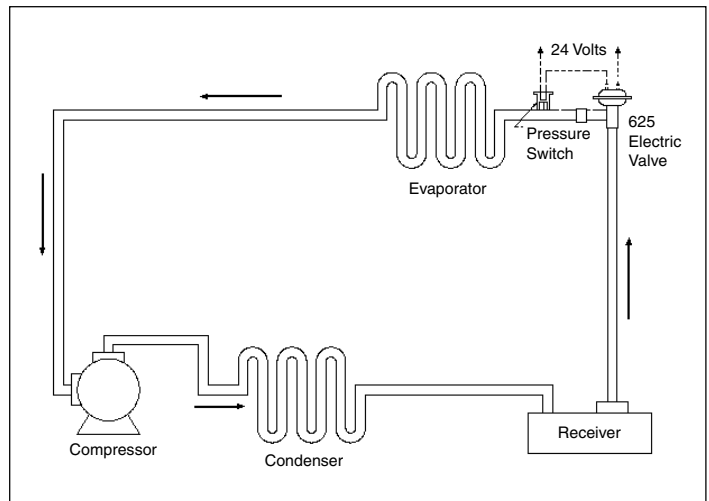 24 Volts
625
Electric
Valve
Pressure
Switch
Evaporator
Compressor
Condenser
Receiver